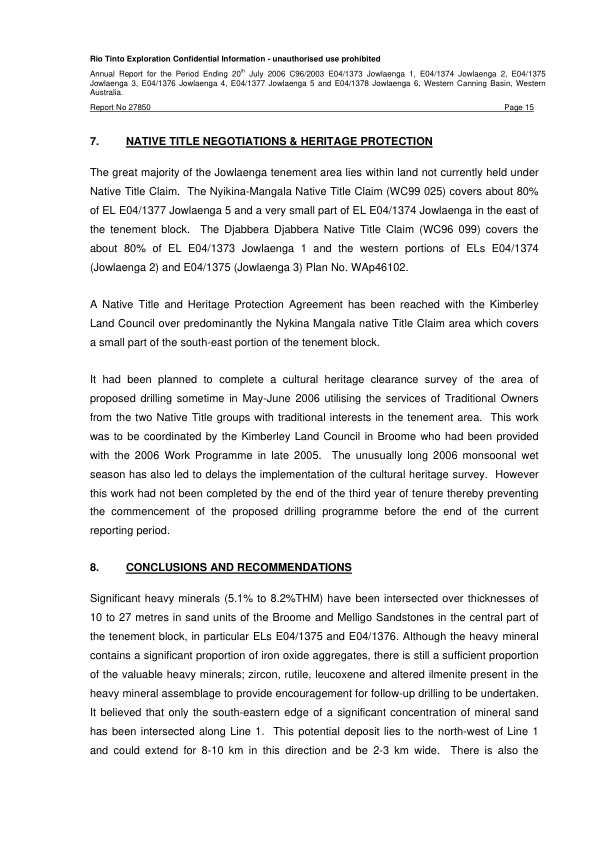 Rio Tinto Exploration Confidential Information - unauthorised use prohibited
Annual Report for the Period Ending 20th July 2006 C96/2003 E04/1373 Jowlaenga 1, E04/1374 Jowlaenga 2, E04/1375
Jowlaenga 3, E04/1376 Jowlaenga 4, E04/1377 Jowlaenga 5 and E04/1378 Jowlaenga 6, Western Canning Basin, Western
Australia.
Report No 27850 Page 15
7. NATIVE TITLE NEGOTIATIONS & HERITAGE PROTECTION
The great majority of the Jowlaenga tenement area lies within land not currently held under
Native Title Claim. The Nyikina-Mangala Native Title Claim (WC99 025) covers about 80%
of EL E04/1377 Jowlaenga 5 and a very small part of EL E04/1374 Jowlaenga in the east of
the tenement block. The Djabbera Djabbera Native Title Claim (WC96 099) covers the
about 80% of EL E04/1373 Jowlaenga 1 and the western portions of ELs E04/1374
(Jowlaenga 2) and E04/1375 (Jowlaenga 3) Plan No. WAp46102.
A Native Title and Heritage Protection Agreement has been reached with the Kimberley
Land Council over predominantly the Nykina Mangala native Title Claim area which covers
a small part of the south-east portion of the tenement block.
It had been planned to complete a cultural heritage clearance survey of the area of
proposed drilling sometime in May-June 2006 utilising the services of Traditional Owners
from the two Native Title groups with traditional interests in the tenement area. This work
was to be coordinated by the Kimberley Land Council in Broome who had been provided
with the 2006 Work Programme in late 2005. The unusually long 2006 monsoonal wet
season has also led to delays the implementation of the cultural heritage survey. However
this work had not been completed by the end of the third year of tenure thereby preventing
the commencement of the proposed drilling programme before the end of the current
reporting period.
8. CONCLUSIONS AND RECOMMENDATIONS
Significant heavy minerals (5.1% to 8.2%THM) have been intersected over thicknesses of
10 to 27 metres in sand units of the Broome and Melligo Sandstones in the central part of
the tenement block, in particular ELs E04/1375 and E04/1376. Although the heavy mineral
contains a significant proportion of iron oxide aggregates, there is still a sufficient proportion
of the valuable heavy minerals; zircon, rutile, leucoxene and altered ilmenite present in the
heavy mineral assemblage to provide encouragement for follow-up drilling to be undertaken.
It believed that only the south-eastern edge of a significant concentration of mineral sand
has been intersected along Line 1. This potential deposit lies to the north-west of Line 1
and could extend for 8-10 km in this direction and be 2-3 km wide. There is also the